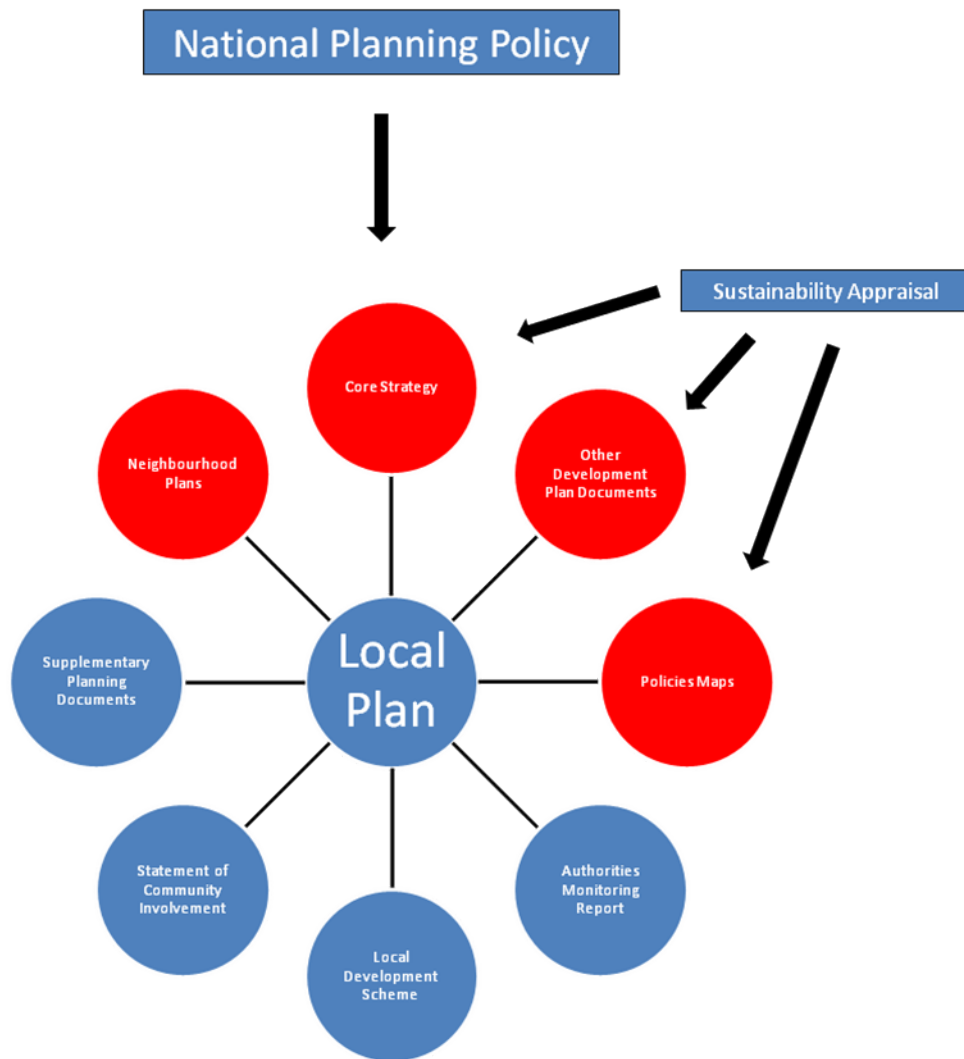 National Planning Policy
Sustainability Appraisal
Core Strategy
Neighbourhood
Plans
Other
Development
Plan Documents
Supplementary
Planning
Documents
Local
Plan
Policies Maps
Statement of
Community
Involvement
Authorities
Monitoring
Report
Local
Development
Scheme